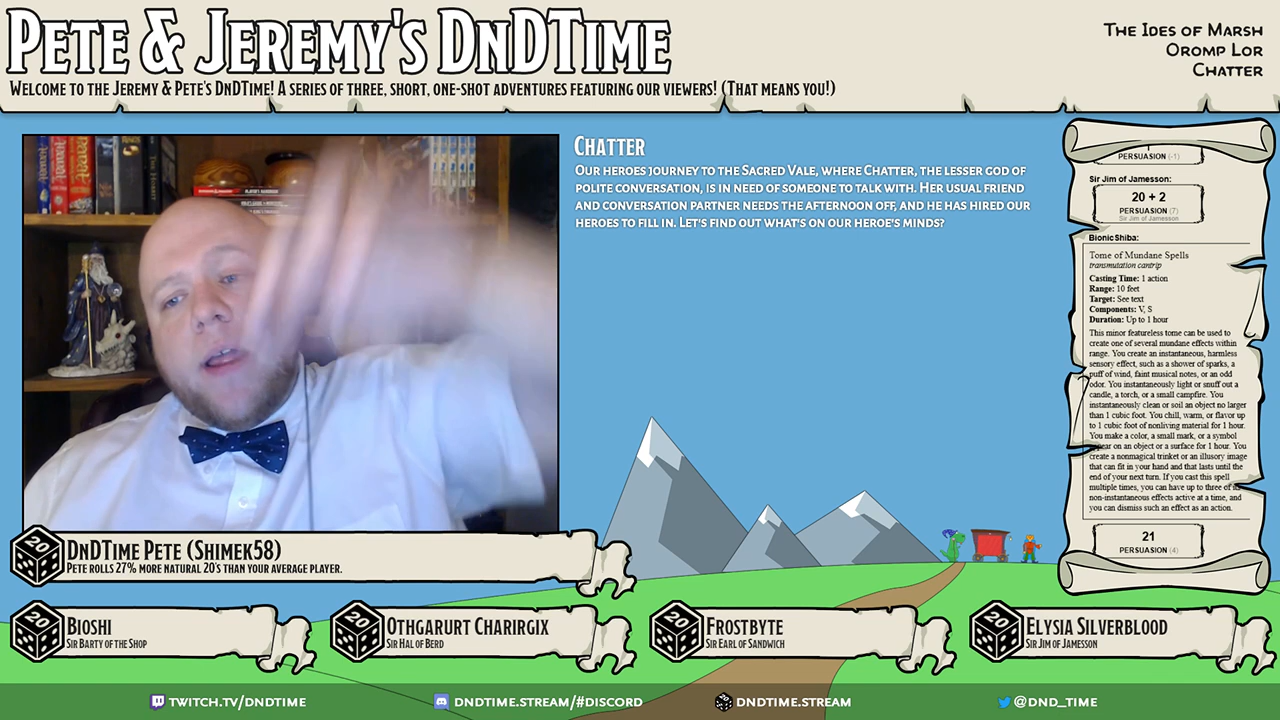 PETE & JEREMY'S DNDTIME
WELCOME TO THE JEREMY & PETE'S DNDTIME! A SERIES OF THREE, SHORT, ONE-SHOT ADVENTURES FEATURING OUR VIEWERS! (THAT MEANS YOU!)
THE IDES OF MARSH
OROMP LOR
CHATTER
CHATTER
OUR HEROES JOURNEY TO THE SACRED VALE, WHERE CHATTER, THE LESSER GOD OF
POLITE CONVERSATION, IS IN NEED OF SOMEONE TO TALK WITH. HER USUAL FRIEND
AND CONVERSATION PARTNER NEEDS THE AFTERNOON OFF, AND HE HAS HIRED OUR
HEROES TO FILL IN. LET'S FIND OUT WHAT'S ON OUR HEROE'S MINDS?
PERSUASION (-1)
Sir Jim of Jamesson:
20 + 2
PERSUASION (7)
Sir Jim of Jamesson
BionicShiba:
Tome of Mundane Spells
transmutation cantrip
Casting Time: 1 action
Range: 10 feet
Target: See text
Components: V, S
Duration: Up to 1 hour
This minor featureless tome can be used to
create one of several mundane effects within
range. You create an instantaneous, harmless
sensory effect, such as a shower of sparks, a
puff of wind, faint musical notes, or an odd
odor. You instantaneously light or snuff out a
candle, a torch, or a small campfire. You
instantaneously clean or soil an object no larger
than 1 cubic foot. You chill, warm, or flavor up
to 1 cubic foot of nonliving material for 1 hour.
You make a color, a small mark, or a symbol
appear on an object or a surface for 1 hour. You
create a nonmagical trinket or an illusory image
that can fit in your hand and that lasts until the
end of your next turn. If you cast this spell
multiple times, you can have up to three of its
non-instantaneous effects active at a time, and
you can dismiss such an effect as an action.
21
PERSUASION (4)
DNDTIME PETE (SHIMEK58)
PETE ROLLS 27% MORE NATURAL 20'S THAN YOUR AVERAGE PLAYER.
BIOSHI
SIR BARTY OF THE SHOP
OTHGARURT CHARIRGIX
SIR HAL OF BERD
FROSTBYTE
SIR EARL OF SANDWICH
ELYSIA SILVERBLOOD
SIR JIM OF JAMESSON
TWITCH.TV/DNDTIME
DNDTIME.STREAM/#DISCORD
DNDTIME.STREAM
@DND_TIME